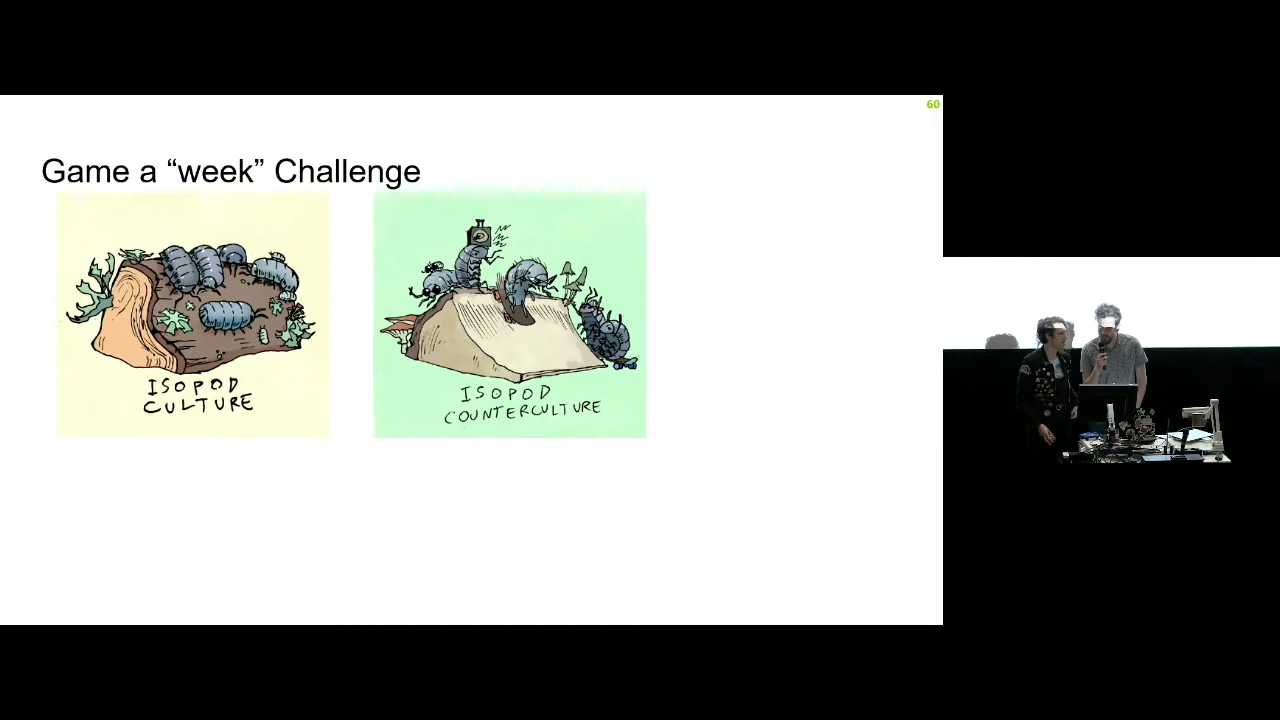 60
Game a “week” Challenge
ISOPOD
CULTURE
ISOPOD
COUNTERCULTURE